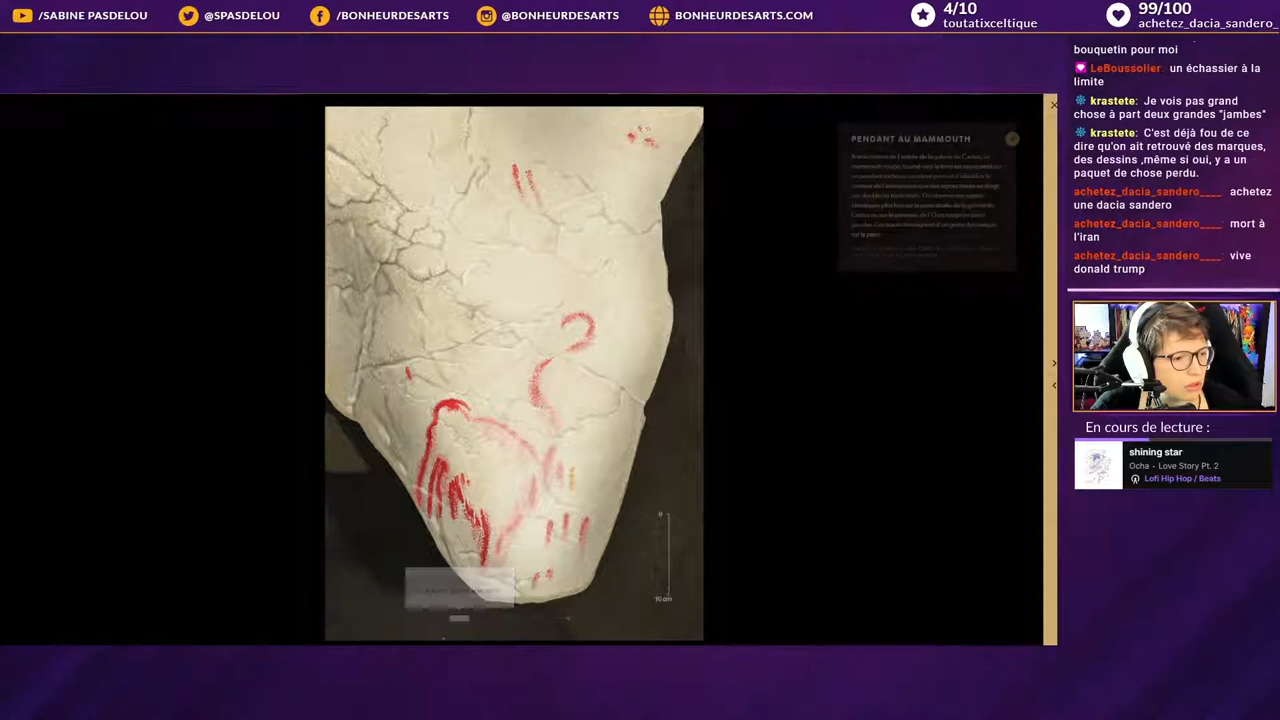 /SABINE PASDELOU
@SPASDELOU
/BONHEURDESARTS
@BONHEURDESARTS
BONHEURDESARTS.COM
4/10
toutatixceltique
99/100
achetez_dacia_sandero_
bouquetin pour moi
LeBoussolier: un échassier à la
limite
krastete: Je vois pas grand
chose à part deux grandes "jambes"
krastete: C'est déjà fou de ce
dire qu'on ait retrouvé des marques,
des dessins ,même si oui, y a un
paquet de chose perdu.
achetez_dacia_sandero____: achetez
une dacia sandero
achetez_dacia_sandero____: mort à
l'iran
achetez_dacia_sandero____: vive
donald trump
PENDANT AU MAMMOUTH
0
10 cm
En cours de lecture :
shining star
Ocha - Love Story Pt. 2
Lofi Hip Hop / Beats